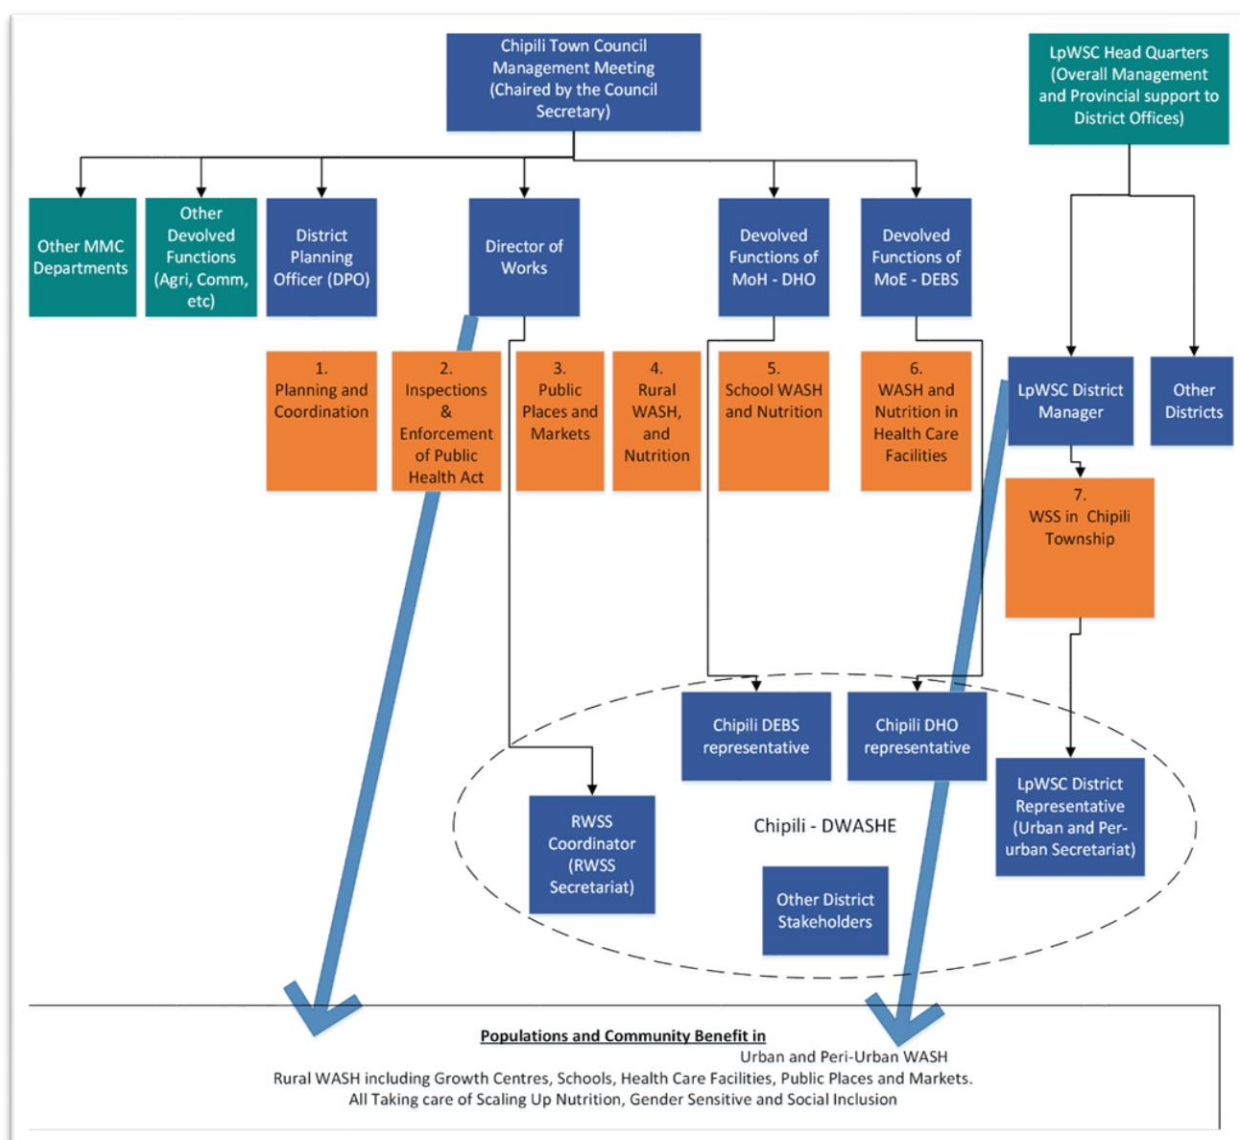 Chipili Town Council
Management Meeting
(Chaired by the Council
Secretary)
LpWSC Head Quarters
(Overall Management
and Provincial support to
District Offices)
Other MMC
Departments
Other
Devolved
Functions
(Agri, Comm,
etc)
District
Planning
Officer (DPO)
Director of
Works
Devolved
Functions of
MoH - DHO
Devolved
Functions of
MoE - DEBS
1.
Planning and
Coordination
2.
Inspections
&
Enforcement
of Public
Health Act
3.
Public
Places and
Markets
4.
Rural
WASH,
and
Nutrition
5.
School WASH
and Nutrition
6.
WASH and
Nutrition in
Health Care
Facilities
LpWSC District
Manager
Other
Districts
7.
WSS in Chipili
Township
Chipili DEBS
representative
Chipili DHO
representative
RWSS
Coordinator
(RWSS
Secretariat)
Chipili - DWASHE
LpWSC District
Representative
(Urban and Per-
urban Secretariat)
Other District
Stakeholders
Populations and Community Benefit in
Urban and Peri-Urban WASH
Rural WASH including Growth Centres, Schools, Health Care Facilities, Public Places and Markets.
All Taking care of Scaling Up Nutrition, Gender Sensitive and Social Inclusion